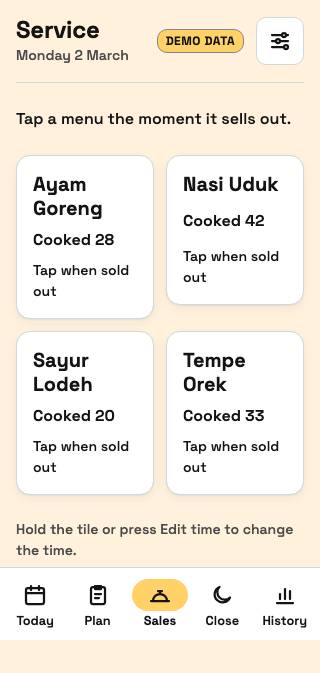 Service
Monday 2 March
DEMO DATA
Tap a menu the moment it sells out.
Ayam
Goreng
Cooked 28
Tap when sold
out
Nasi Uduk
Cooked 42
Tap when sold
out
Sayur
Lodeh
Cooked 20
Tap when sold
out
Tempe
Orek
Cooked 33
Tap when sold
out
Hold the tile or press Edit time to change
the time.
Today
Plan
Sales
Close
History